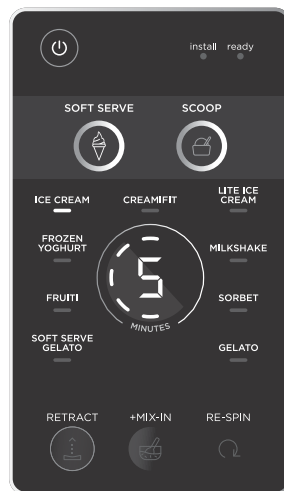 install ready
SOFT SERVE SCOOP
ICE CREAM CREAMIFIT LITE ICE
CREAM
FROZEN
YOGHURT
MILKSHAKE
5
FRUITI SORBET
MINUTES
SOFT SERVE
GELATO
GELATO
RETRACT +MIX-IN RE-SPIN